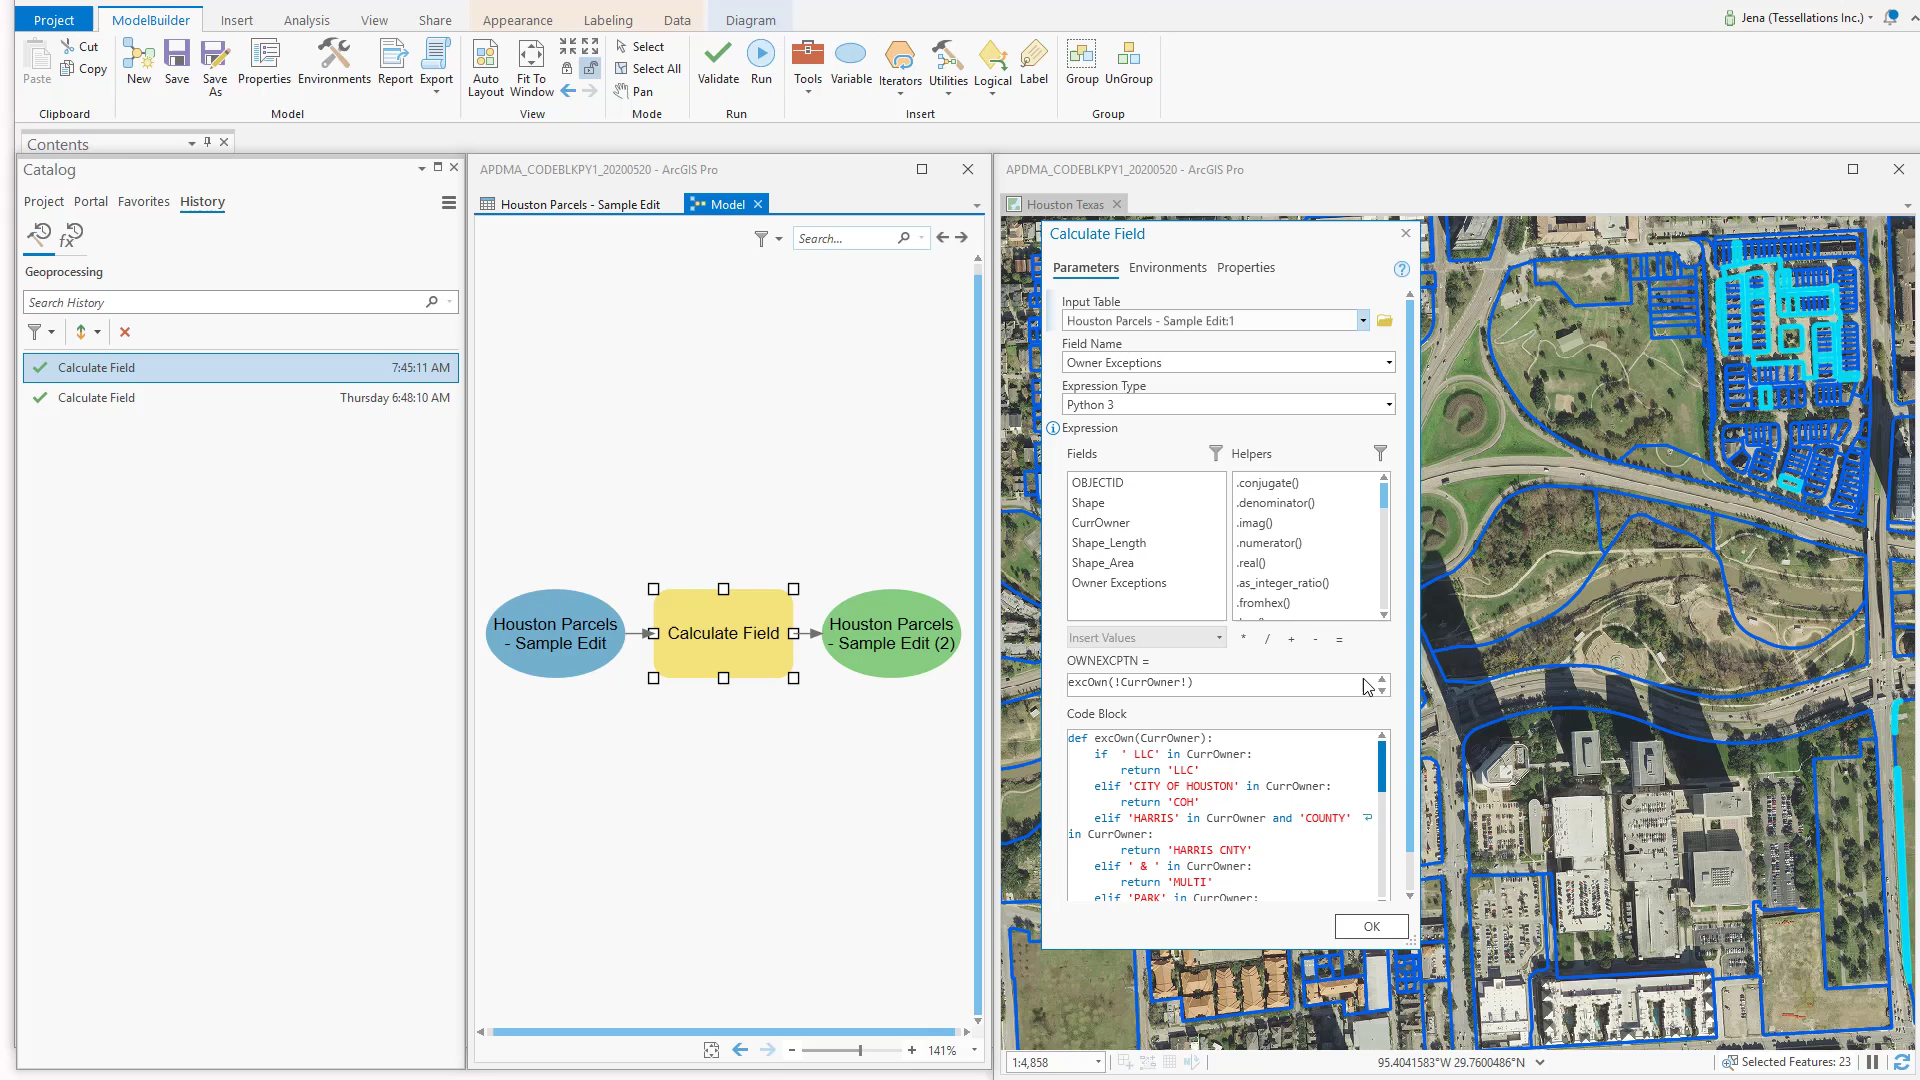 Project
ModelBuilder
Insert
Analysis
View
Share
Appearance
Labeling
Data
Diagram
Jena (Tessellations Inc.)
Paste
Cut
Copy
Clipboard
New
Save
Save As
Properties
Environments
Report
Export
Model
Auto Layout
Fit To Window
View
Select
Select All
Pan
Mode
Validate
Run
Run
Tools
Variable
Iterators
Utilities
Logical
Label
Insert
Group
UnGroup
Group
Contents
Catalog
Project
Portal
Favorites
History
Geoprocessing
Search History
Calculate Field 7:45:11 AM
Calculate Field Thursday 6:48:10 AM
APDMA_CODEBLKPY1_20200520 - ArcGIS Pro
Houston Parcels - Sample Edit
Model
Search...
Houston Parcels
- Sample Edit
Calculate Field
Houston Parcels
- Sample Edit (2)
141%
APDMA_CODEBLKPY1_20200520 - ArcGIS Pro
Houston Texas
Calculate Field
Parameters Environments Properties
?
Input Table
Houston Parcels - Sample Edit:1
Field Name
Owner Exceptions
Expression Type
Python 3
Expression
Fields
Helpers
OBJECTID
Shape
CurrOwner
Shape_Length
Shape_Area
Owner Exceptions
.conjugate()
.denominator()
.imag()
.numerator()
.real()
.as_integer_ratio()
.fromhex()
Insert Values
* / + - =
OWNEXCPTN =
excOwn(!CurrOwner!)
Code Block
def excOwn(CurrOwner):
if ' LLC' in CurrOwner:
return 'LLC'
elif 'CITY OF HOUSTON' in CurrOwner:
return 'COH'
elif 'HARRIS' in CurrOwner and 'COUNTY'
in CurrOwner:
return 'HARRIS CNTY'
elif ' & ' in CurrOwner:
return 'MULTI'
elif 'PARK' in CurrOwner:
OK
1:4,858
95.4041583°W 29.7600486°N
Selected Features: 23